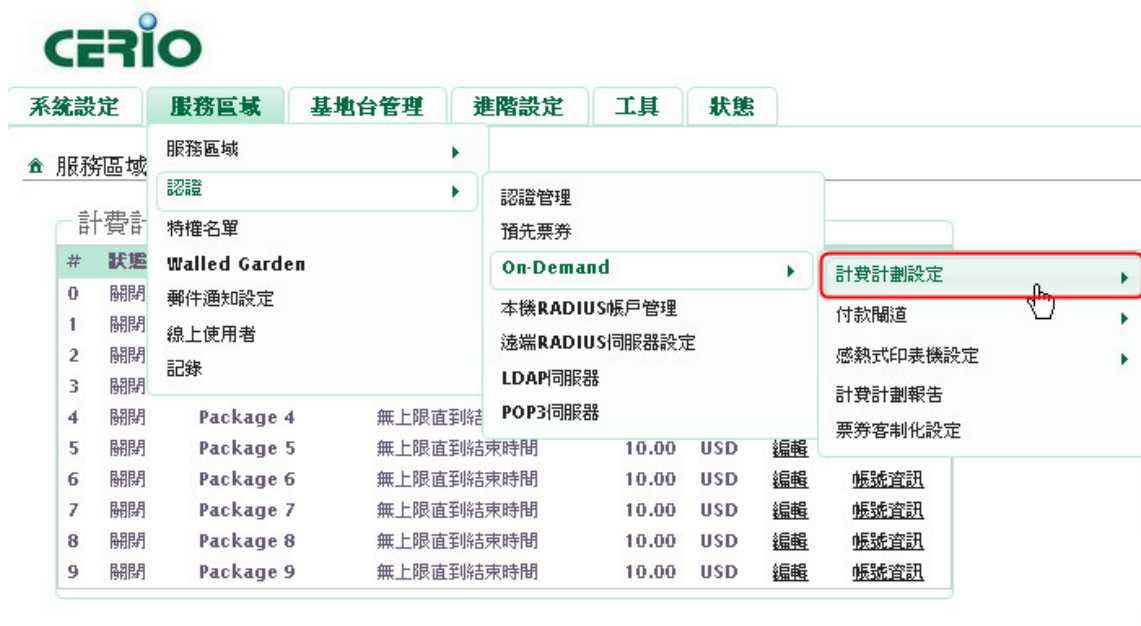 CERIO
系統設定 服務區域 基地台管理 進階設定 工具 狀態
服務區域
服務區域
認證
特權名單
Walled Garden
郵件通知設定
線上使用者
記錄
認證管理
預先票券
On-Demand
本機RADIUS帳戶管理
遠端RADIUS伺服器設定
LDAP伺服器
POP3伺服器
計費計劃設定
付款閘道
感熱式印表機設定
計費計劃報告
票券客制化設定
計費計
# 狀態
0 關閉
1 關閉
2 關閉
3 關閉
4 關閉 Package 4 無上限直到結
5 關閉 Package 5 無上限直到結束時間 10.00 USD 編輯
6 關閉 Package 6 無上限直到結束時間 10.00 USD 編輯 帳號資訊
7 關閉 Package 7 無上限直到結束時間 10.00 USD 編輯 帳號資訊
8 關閉 Package 8 無上限直到結束時間 10.00 USD 編輯 帳號資訊
9 關閉 Package 9 無上限直到結束時間 10.00 USD 編輯 帳號資訊